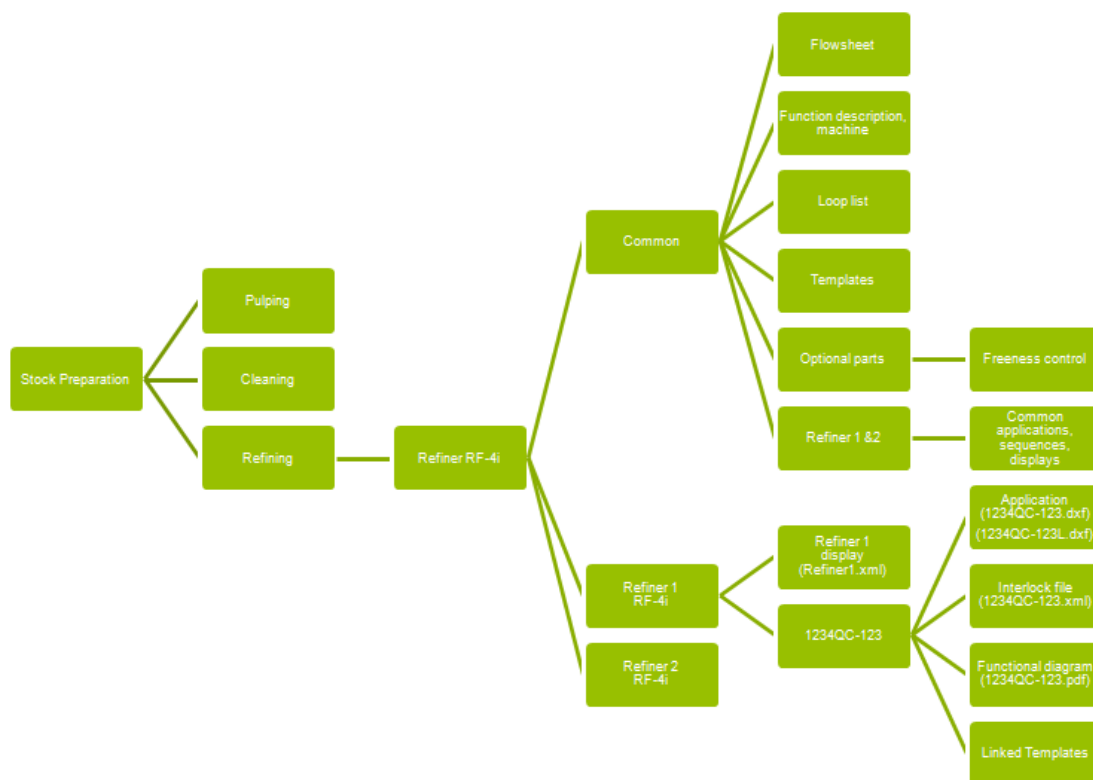 Stock Preparation
Pulping
Cleaning
Refining
Refiner RF-4i
Common
Refiner 1
RF-4i
Refiner 2
RF-4i
Flowsheet
Function description,
machine
Loop list
Templates
Optional parts
Refiner 1 &2
Refiner 1
display
(Refiner1.xml)
1234QC-123
Freeness control
Common
applications,
sequences,
displays
Application
(1234QC-123.dxf)
(1234QC-123L.dxf)
Interlock file
(1234QC-123.xml)
Functional diagram
(1234QC-123.pdf)
Linked Templates